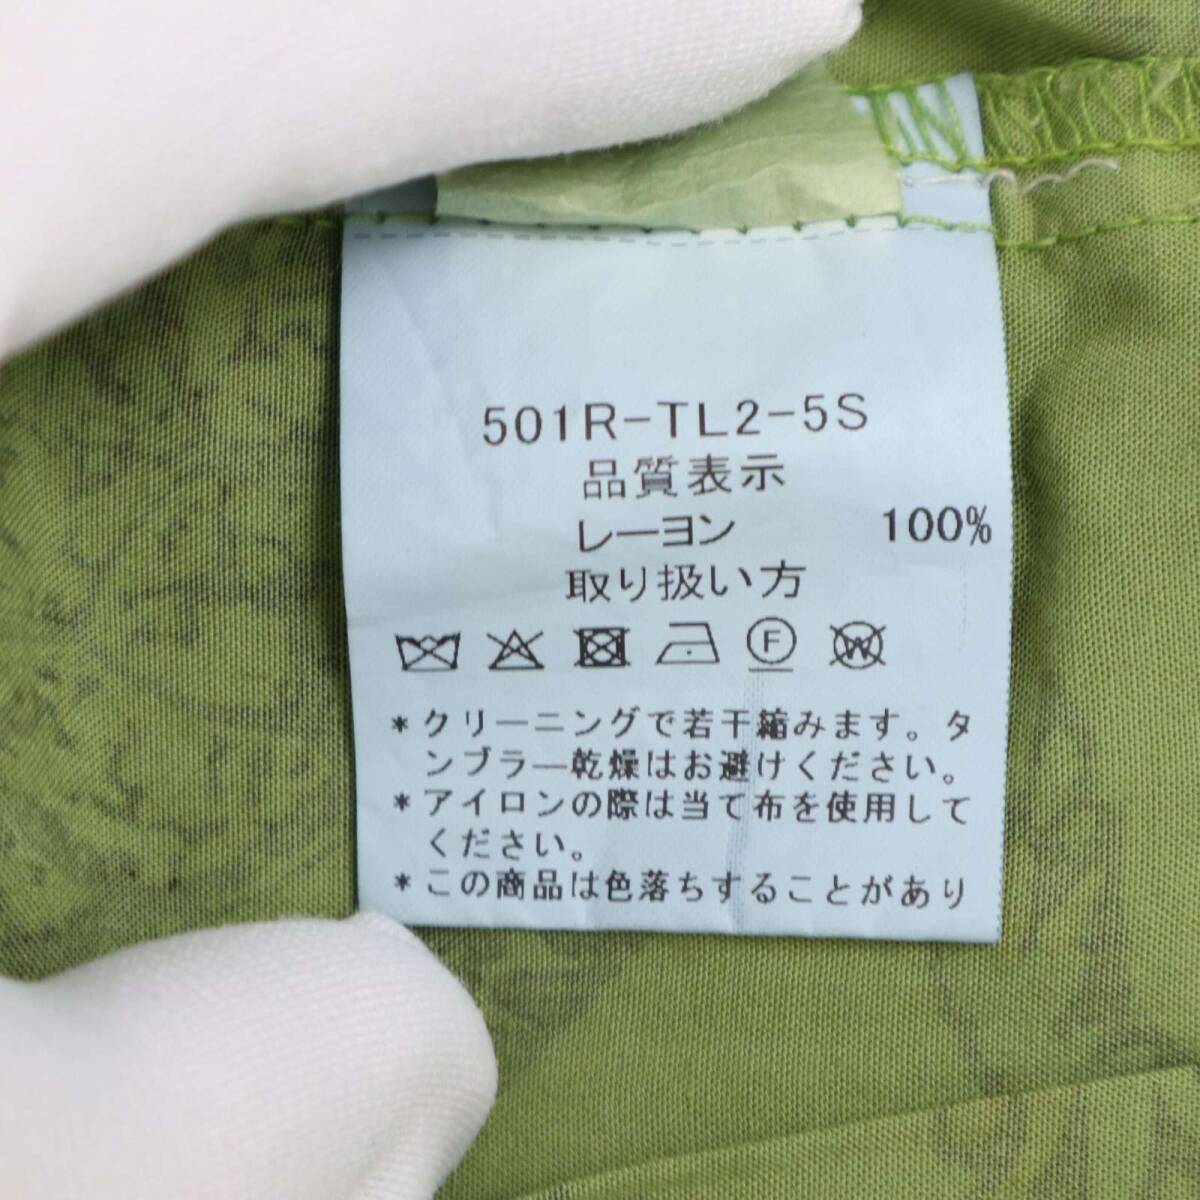 501R-TL2-5S
品質表示
レーヨン 100%
取り扱い方
F W
*クリーニングで若干縮みます。タ
ンブラー乾燥はお避けください。
*アイロンの際は当て布を使用して
ください。
*この商品は色落ちすることがあり